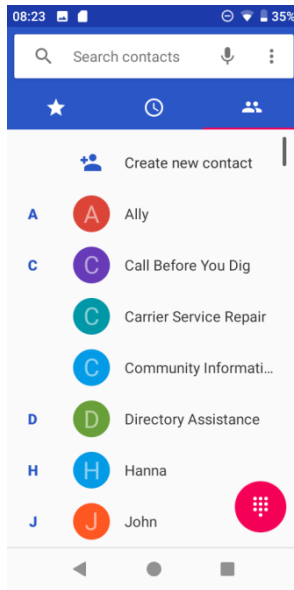 08:23 35%
Search contacts
Create new contact
A A Ally
C C Call Before You Dig
C Carrier Service Repair
C Community Informati...
D D Directory Assistance
H H Hanna
J J John